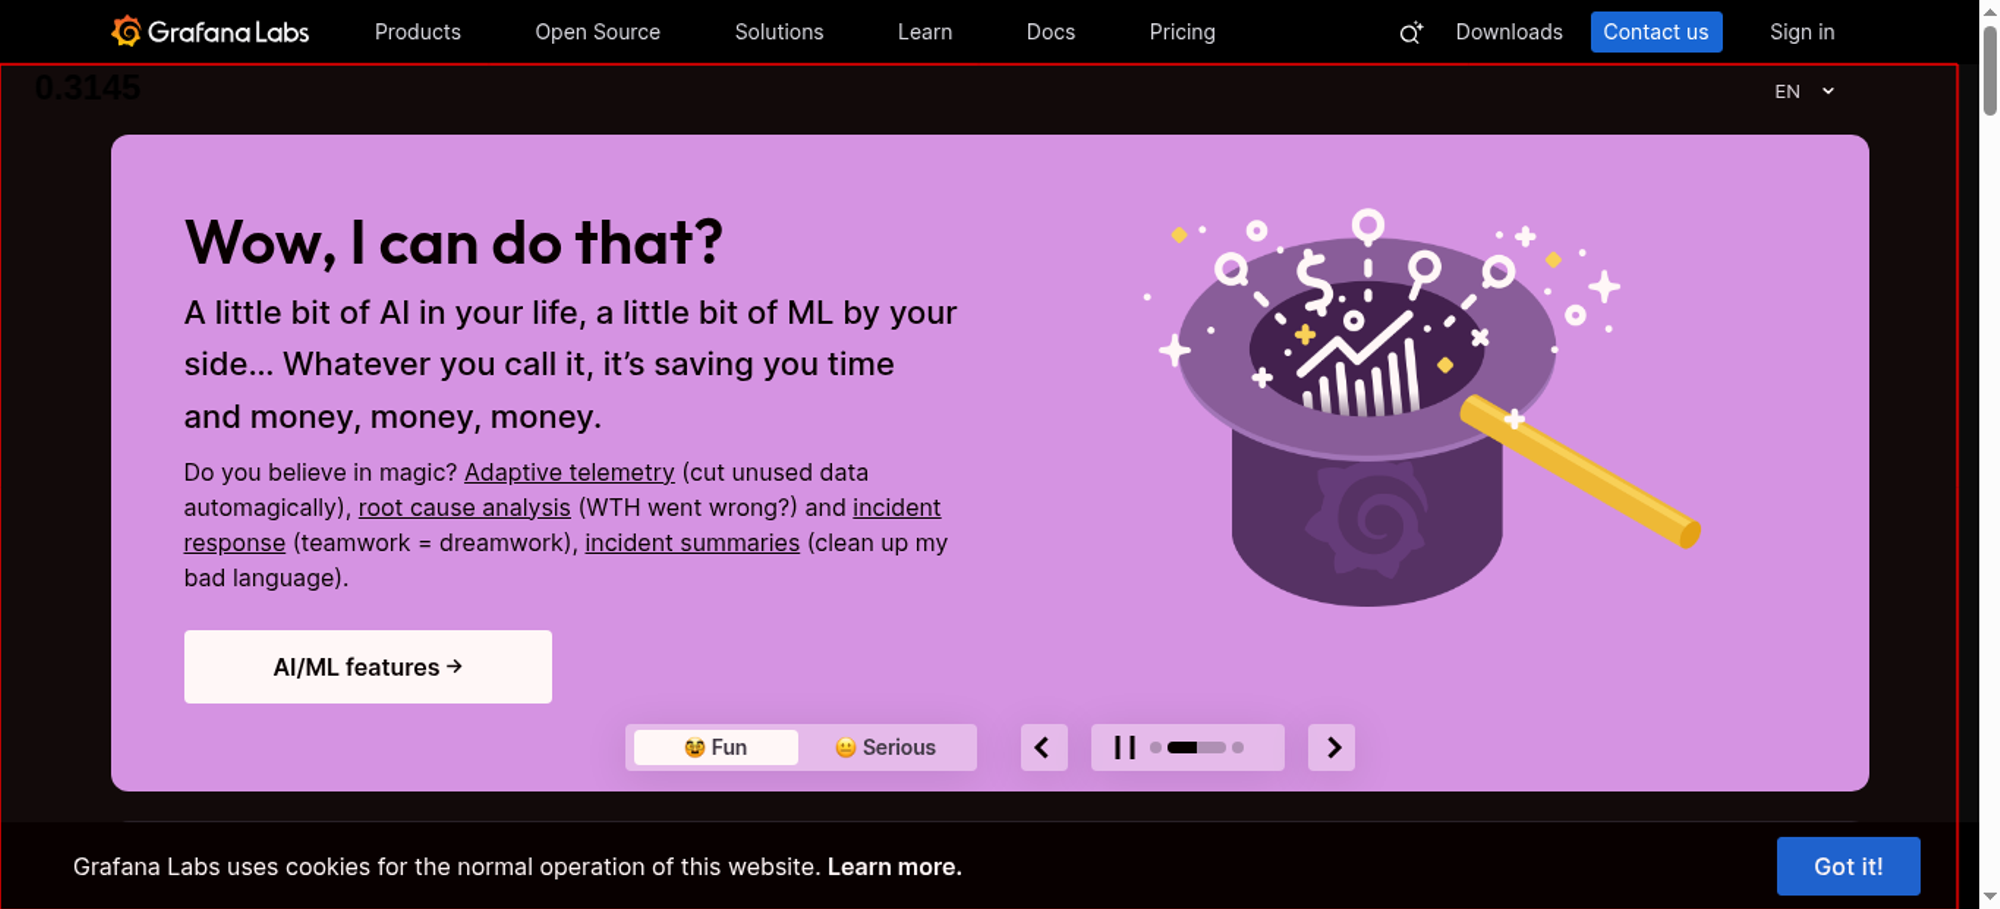 Grafana Labs Products Open Source Solutions Learn Docs Pricing Downloads Contact us Sign in
0.3145
EN
Wow, I can do that?
A little bit of AI in your life, a little bit of ML by your
side... Whatever you call it, it's saving you time
and money, money, money.
Do you believe in magic? Adaptive telemetry (cut unused data
automagically), root cause analysis (WTH went wrong?) and incident
response (teamwork = dreamwork), incident summaries (clean up my
bad language).
AI/ML features →
Fun Serious
Grafana Labs uses cookies for the normal operation of this website. Learn more.
Got it!